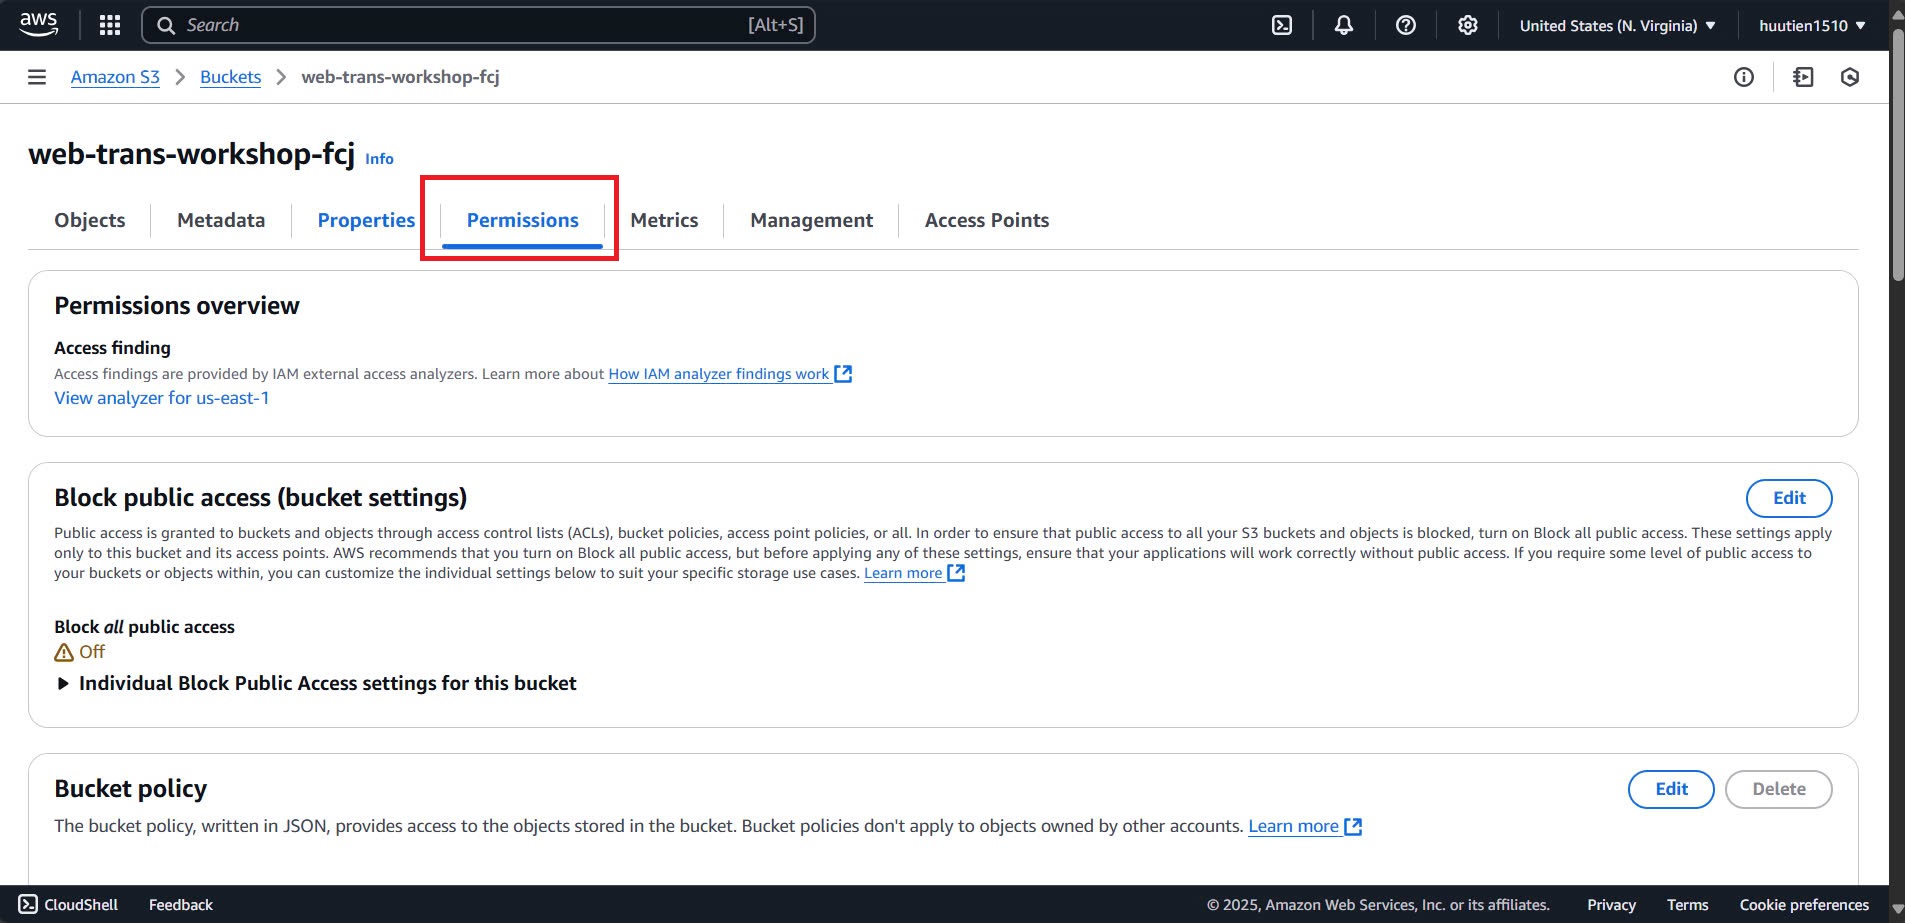 aws
Search [Alt+S]
United States (N. Virginia) huutien1510
Amazon S3 Buckets web-trans-workshop-fcj
web-trans-workshop-fcj Info
Objects Metadata Properties Permissions Metrics Management Access Points
Permissions overview
Access finding
Access findings are provided by IAM external access analyzers. Learn more about How IAM analyzer findings work
View analyzer for us-east-1
Block public access (bucket settings) Edit
Public access is granted to buckets and objects through access control lists (ACLs), bucket policies, access point policies, or all. In order to ensure that public access to all your S3 buckets and objects is blocked, turn on Block all public access. These settings apply
only to this bucket and its access points. AWS recommends that you turn on Block all public access, but before applying any of these settings, ensure that your applications will work correctly without public access. If you require some level of public access to
your buckets or objects within, you can customize the individual settings below to suit your specific storage use cases. Learn more
Block all public access
Off
Individual Block Public Access settings for this bucket
Bucket policy Edit Delete
The bucket policy, written in JSON, provides access to the objects stored in the bucket. Bucket policies don't apply to objects owned by other accounts. Learn more
CloudShell Feedback © 2025, Amazon Web Services, Inc. or its affiliates. Privacy Terms Cookie preferences